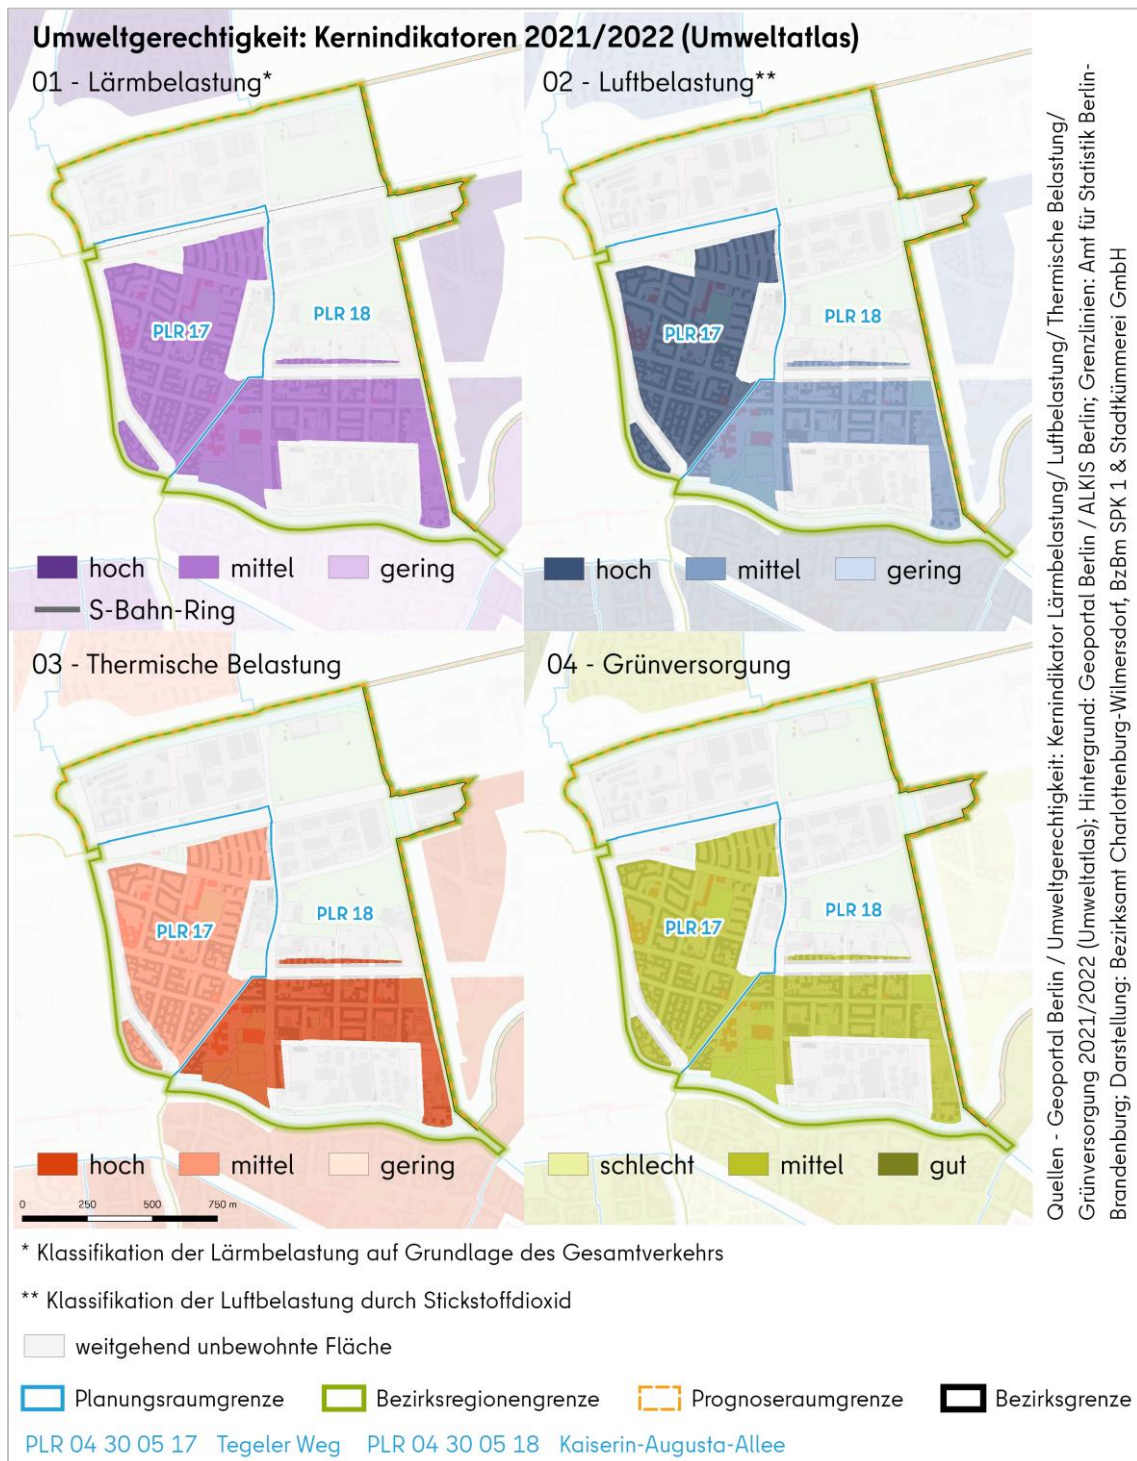 Umweltgerechtigkeit: Kernindikatoren 2021/2022 (Umweltatlas)
01 - Lärmbelastung*
PLR 17
PLR 18
hoch mittel gering
S-Bahn-Ring
02 - Luftbelastung**
PLR 17
PLR 18
hoch mittel gering
03 - Thermische Belastung
PLR 17
PLR 18
hoch mittel gering
0 250 500 750 m
04 - Grünversorgung
PLR 17
PLR 18
schlecht mittel gut
Quellen - Geoportal Berlin / Umweltgerechtigkeit: Kernindikator Lärmbelastung/ Luftbelastung/ Thermische Belastung/
Grünversorgung 2021/2022 (Umweltatlas); Hintergrund: Geoportal Berlin / ALKIS Berlin; Grenzlinien: Amt für Statistik Berlin-
Brandenburg; Darstellung: Bezirksamt Charlottenburg-Wilmersdorf, BzBm SPK 1 & Stadtkümmerei GmbH
* Klassifikation der Lärmbelastung auf Grundlage des Gesamtverkehrs
** Klassifikation der Luftbelastung durch Stickstoffdioxid
weitgehend unbewohnte Fläche
Planungsraumgrenze Bezirksregionengrenze Prognoseraumgrenze Bezirksgrenze
PLR 04 30 05 17 Tegeler Weg PLR 04 30 05 18 Kaiserin-Augusta-Allee